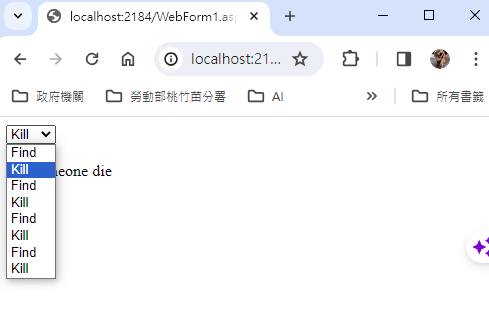 localhost:2184/WebForm1.asp
localhost:21...
政府機關
勞動部桃竹苗分署
AI
所有書籤
Kill
Find
Kill
eone die
Find
Kill
Find
Kill
Find
Kill